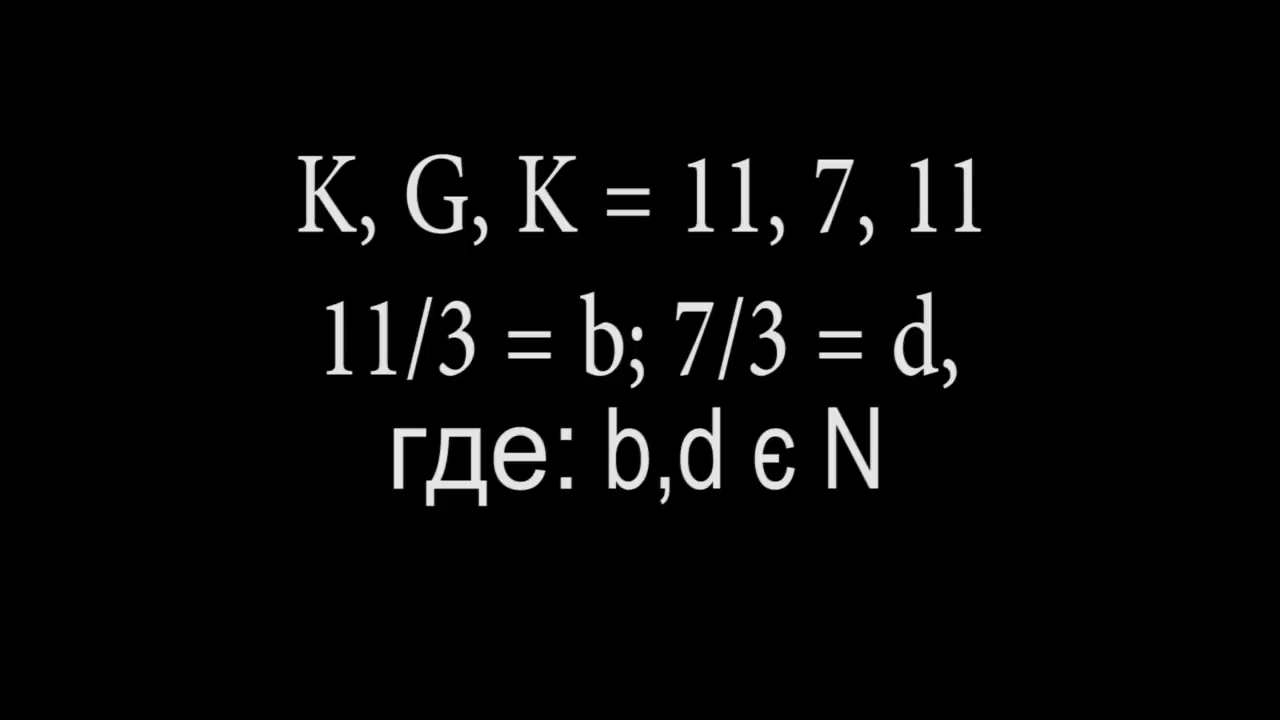 K, G, K = 11, 7, 11
11/3 = b; 7/3 = d,
где: b,d є N